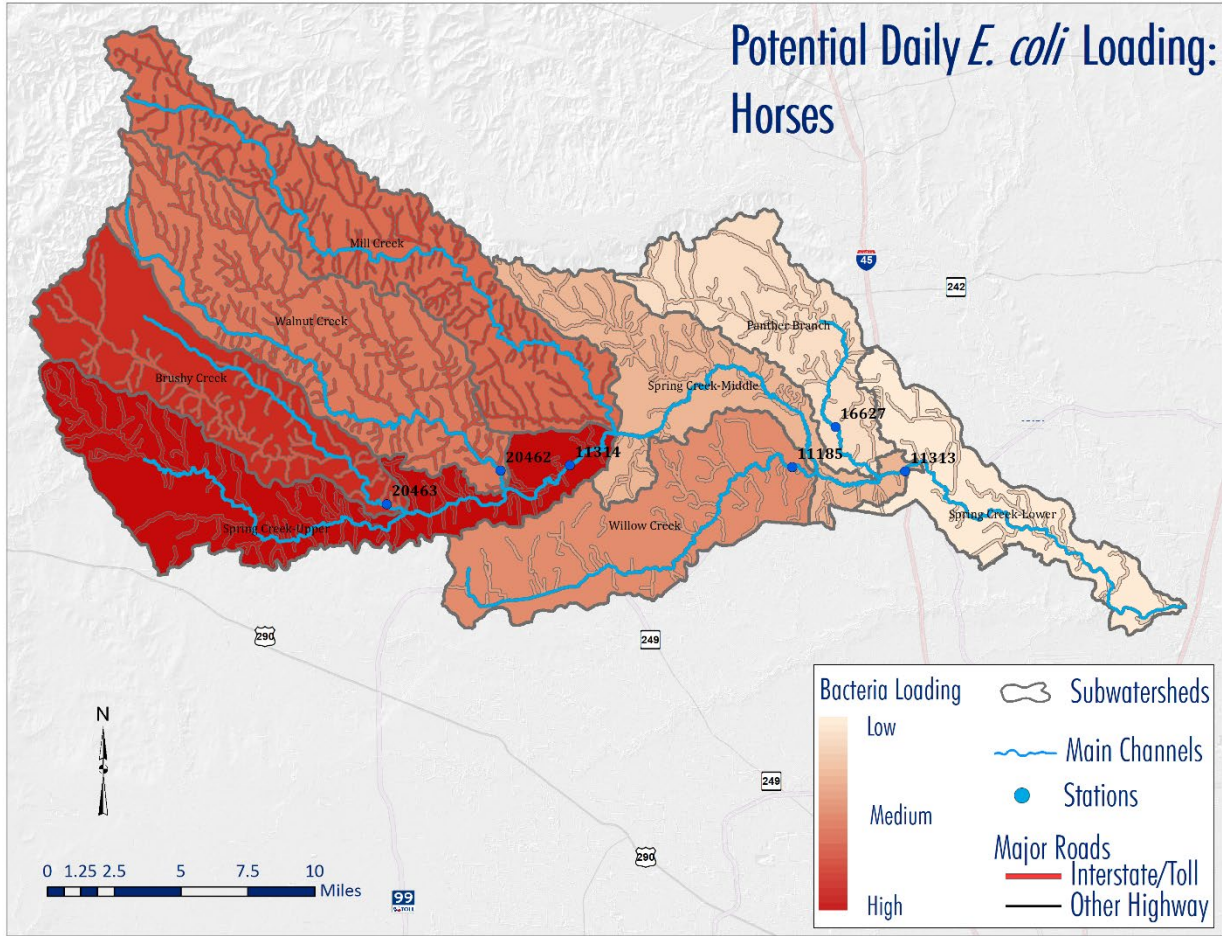 Potential Daily E. coli Loading:
Horses
45
242
Mill Creek
Walnut Creek
Panther Branch
Brushy Creek
Spring Creek-Middle
16627
20462
11314
11185
11313
20463
Spring Creek-Upper
Willow Creek
Spring Creek-Lower
290
249
249
290
99
TOLL
N
0 1.25 2.5 5 7.5 10
Miles
Bacteria Loading
Low
Medium
High
Subwatersheds
Main Channels
Stations
Major Roads
Interstate/Toll
Other Highway